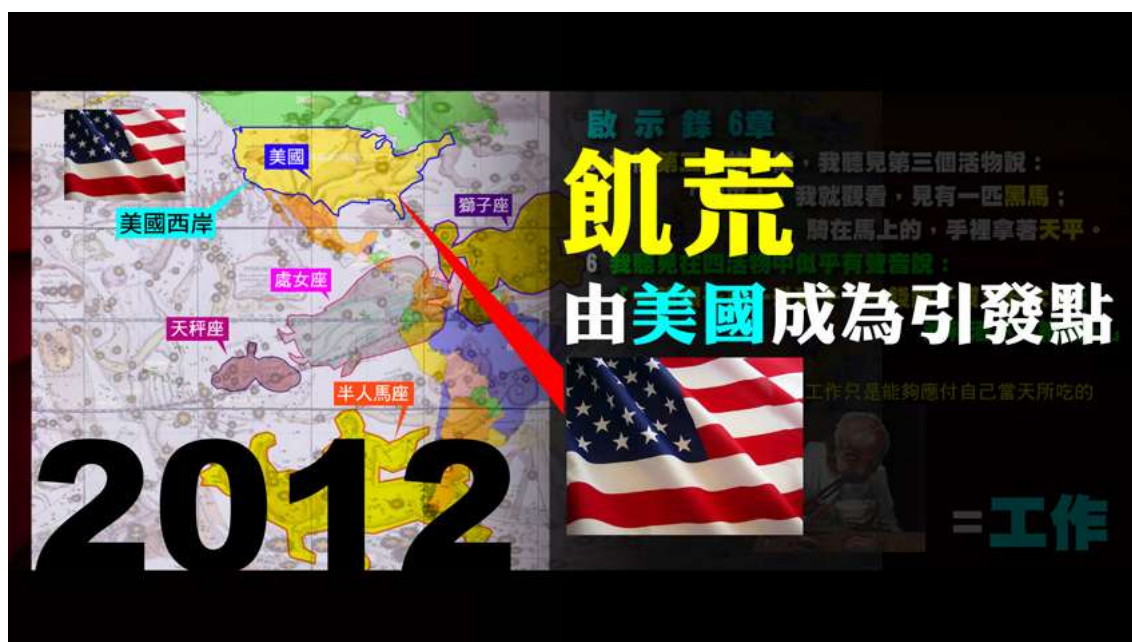 美國
美國西岸
獅子座
處女座
天秤座
半人馬座
2012
飢荒
由美國成為引發點
啟示錄 6章
，我聽見第三個活物說：
我就觀看，見有一匹黑馬；
騎在馬上的，手裡拿著天平。
6 我聽見在四活物中似乎有聲音說：
工作只是能夠應付自己當天所吃的
=工作